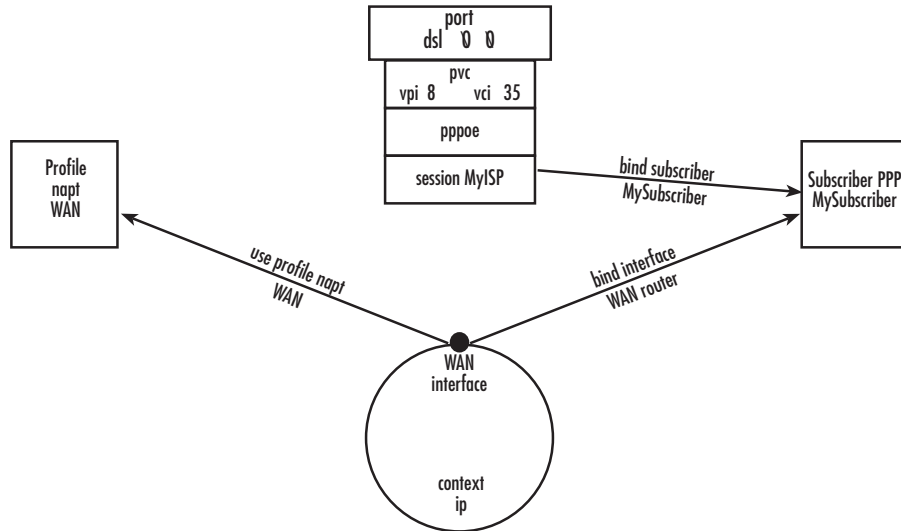 port
dsl 0 0
pvc
vpi 8 vci 35
pppoe
session MyISP
Profile
napt
WAN
bind subscriber
MySubscriber
Subscriber PPP
MySubscriber
use profile napt
WAN
bind interface
WAN router
WAN
interface
context
ip